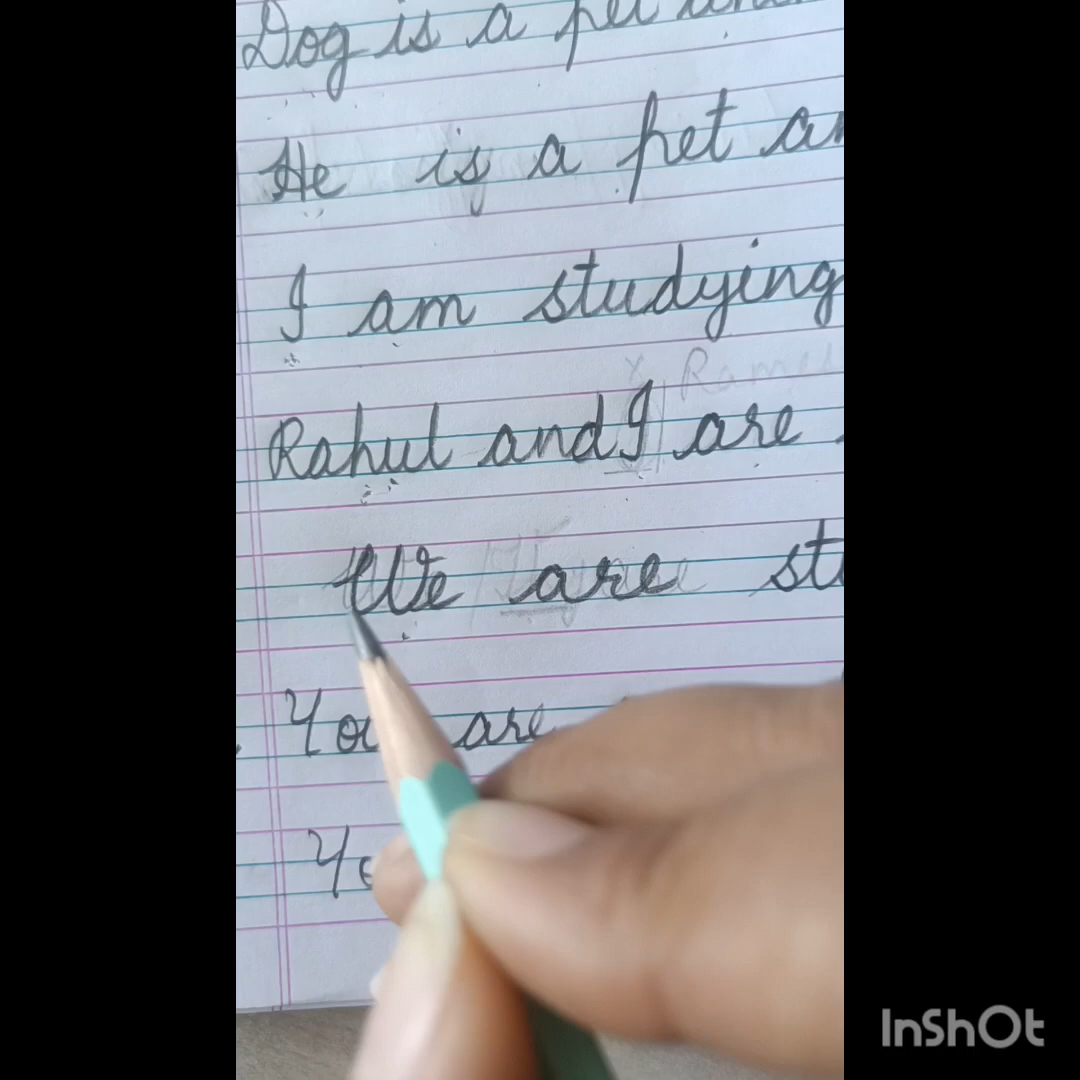 Dog is a pet
He is a pet
I am studying
Rahul and I are
We are
You are
InShOt